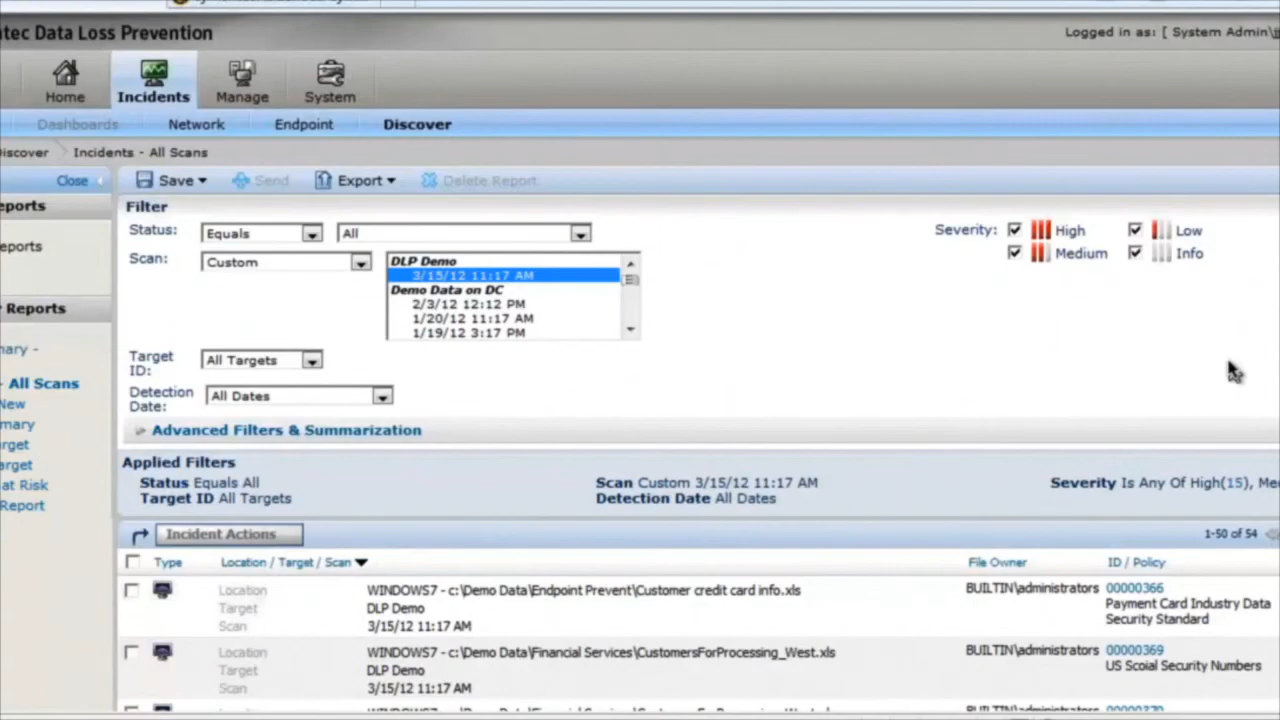 tec Data Loss Prevention
Logged in as: [ System Admin\
Home
Incidents
Manage
System
Dashboards
Network
Endpoint
Discover
Discover
Incidents - All Scans
Close
Save
Send
Export
Delete Report
ports
Filter
Status:
Equals
All
Severity:
High
Low
Medium
Info
eports
Scan:
Custom
DLP Demo
3/15/12 11:17 AM
Demo Data on DC
2/3/12 12:12 PM
1/20/12 11:17 AM
1/19/12 3:17 PM
Reports
mary -
- All Scans
New
mary
rget
arget
at Risk
Report
Target ID:
All Targets
Detection Date:
All Dates
Advanced Filters & Summarization
Applied Filters
Status Equals All
Scan Custom 3/15/12 11:17 AM
Severity Is Any Of High(15), Me
Target ID All Targets
Detection Date All Dates
Incident Actions
1-50 of 54
Type
Location / Target / Scan
File Owner
ID / Policy
Location
WINDOWS7 - c:\Demo Data\Endpoint Prevent\Customer credit card info.xls
BUILTIN\administrators
00000366
Target
DLP Demo
Payment Card Industry Data
Security Standard
Scan
3/15/12 11:17 AM
Location
WINDOWS7 - c:\Demo Data\Financial Services\CustomersForProcessing_West.xls
BUILTIN\administrators
00000369
Target
DLP Demo
US Scoial Security Numbers
Scan
3/15/12 11:17 AM